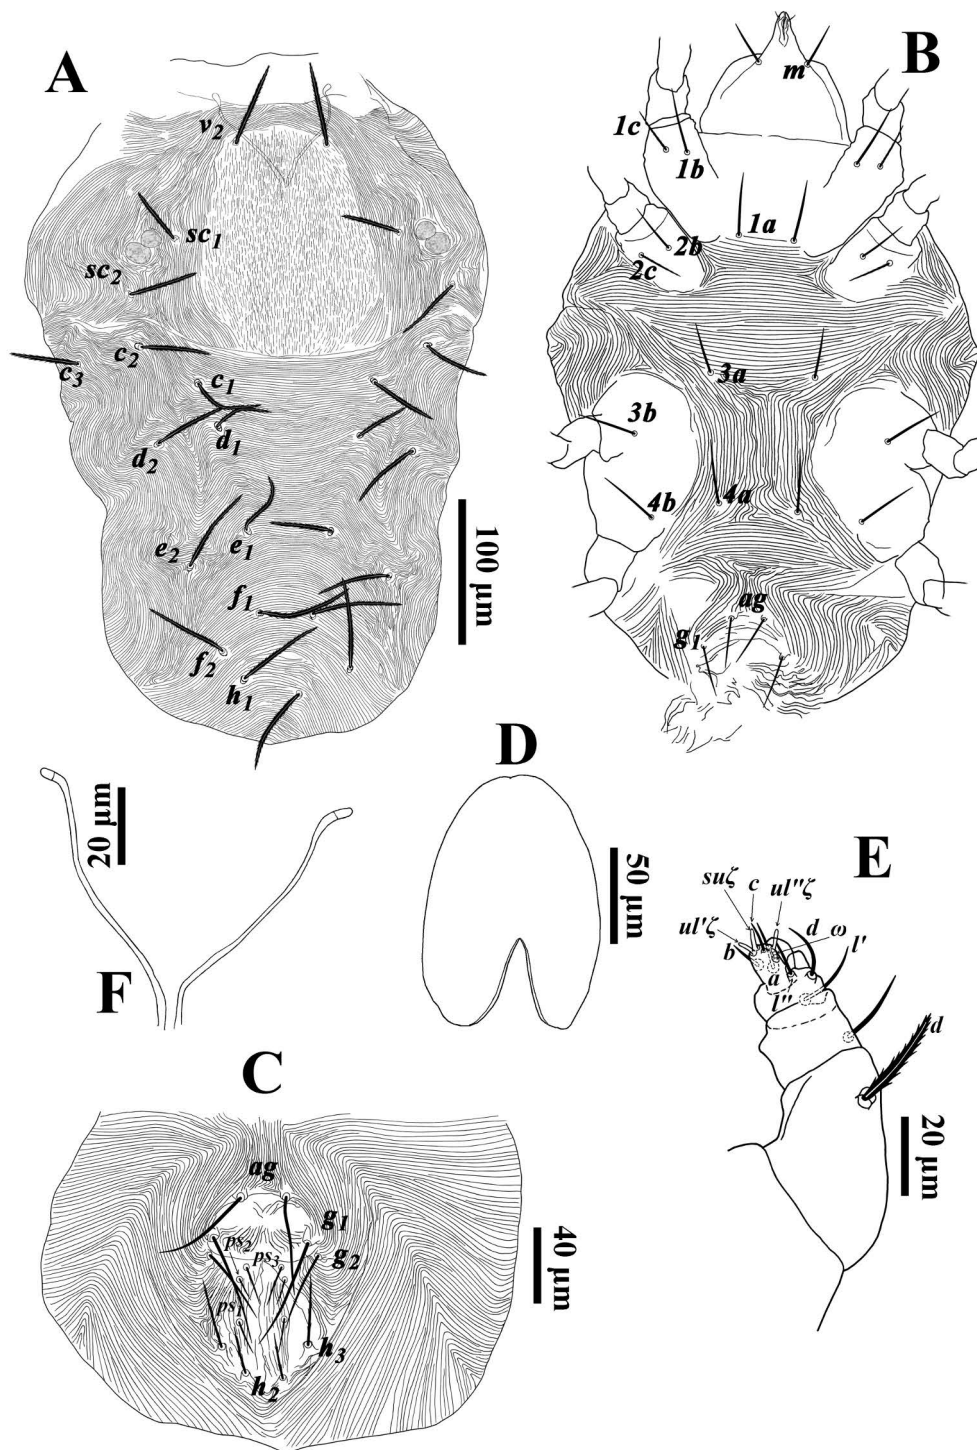 A
v2
sc1
sc2
c2
c3
c1
d1
d2
e2
e1
f1
f2
h1
100 µm
B
m
1c
1b
1a
2b
2c
3a
3b
4b
4a
ag
g1
F
20 µm
D
50 µm
E
suζ
c
ul''ζ
ul'ζ
d
ω
l'
b
a
l''
d
20 µm
C
ag
g1
ps2
ps3
g2
ps1
h3
h2
40 µm